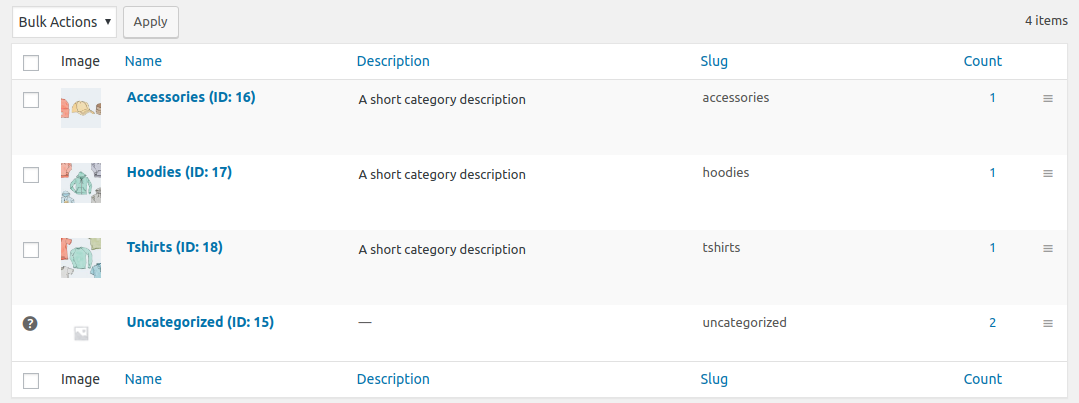 Bulk Actions ▾ Apply 4 items
Image Name Description Slug Count
Accessories (ID: 16) A short category description accessories 1
Hoodies (ID: 17) A short category description hoodies 1
Tshirts (ID: 18) A short category description tshirts 1
? Uncategorized (ID: 15) — uncategorized 2
Image Name Description Slug Count